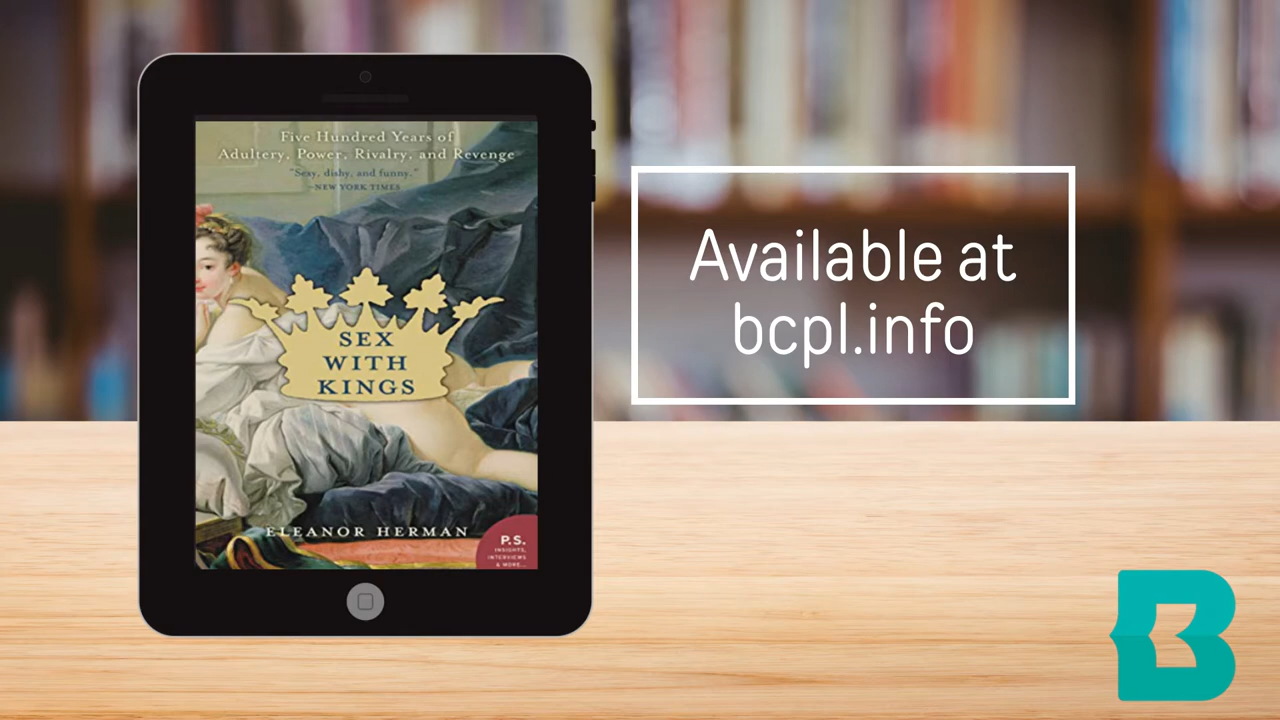 Five Hundred Years of
Adultery, Power, Rivalry, and Revenge
"Sexy, dishy, and funny."
—NEW YORK TIMES
SEX
WITH
KINGS
ELEANOR HERMAN
P.S.
INSIGHTS,
INTERVIEWS
& MORE...
Available at
bcpl.info
B